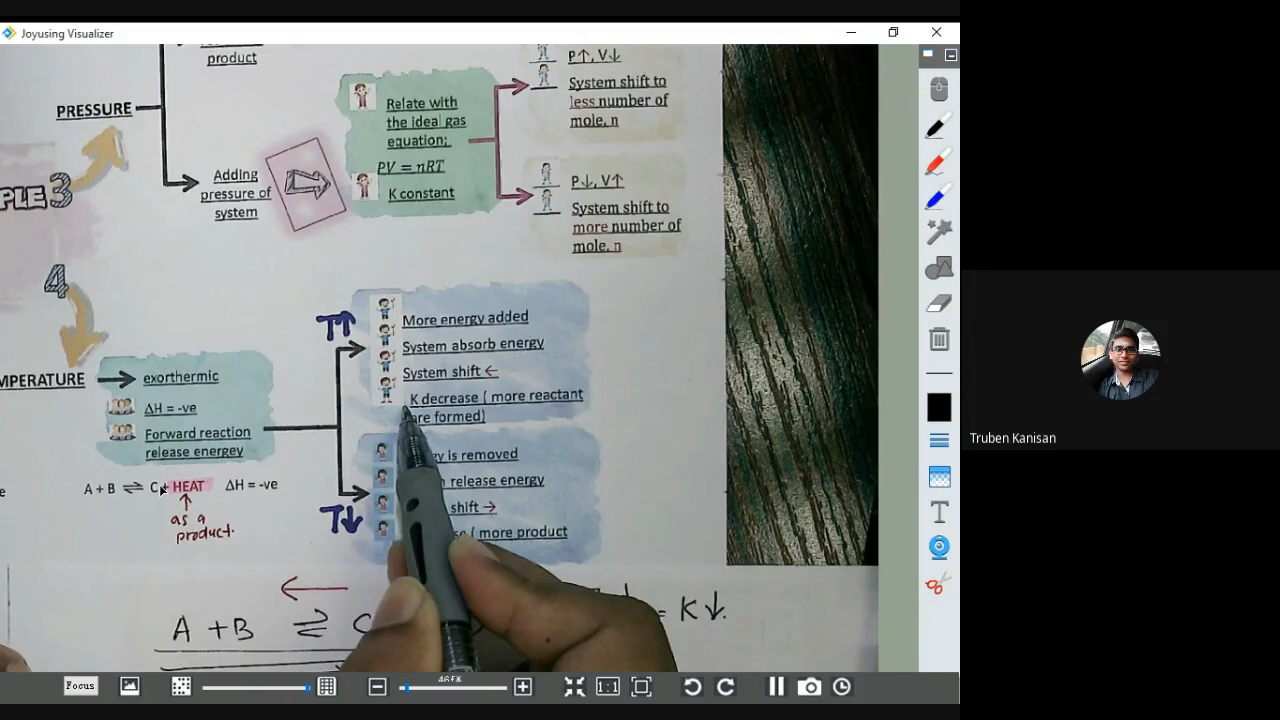 Joyusing Visualizer
product
PRESSURE
Adding
pressure of
system
Relate with
the ideal gas
equation;
PV = nRT
K constant
P↑, V↓
System shift to
less number of
mole, n
P↓, V↑
System shift to
more number of
mole, n
3
4
exorthermic
ΔH = -ve
Forward reaction
release energey
A + B ⇌ C + HEAT ΔH = -ve
as a
product.
T↑
More energy added
System absorb energy
System shift ←
K decrease ( more reactant
are formed)
T↓
is removed
release energy
shift →
( more product
←
A + B ⇌ C
= K↓.
Truben Kanisan
Focus
1:1
T